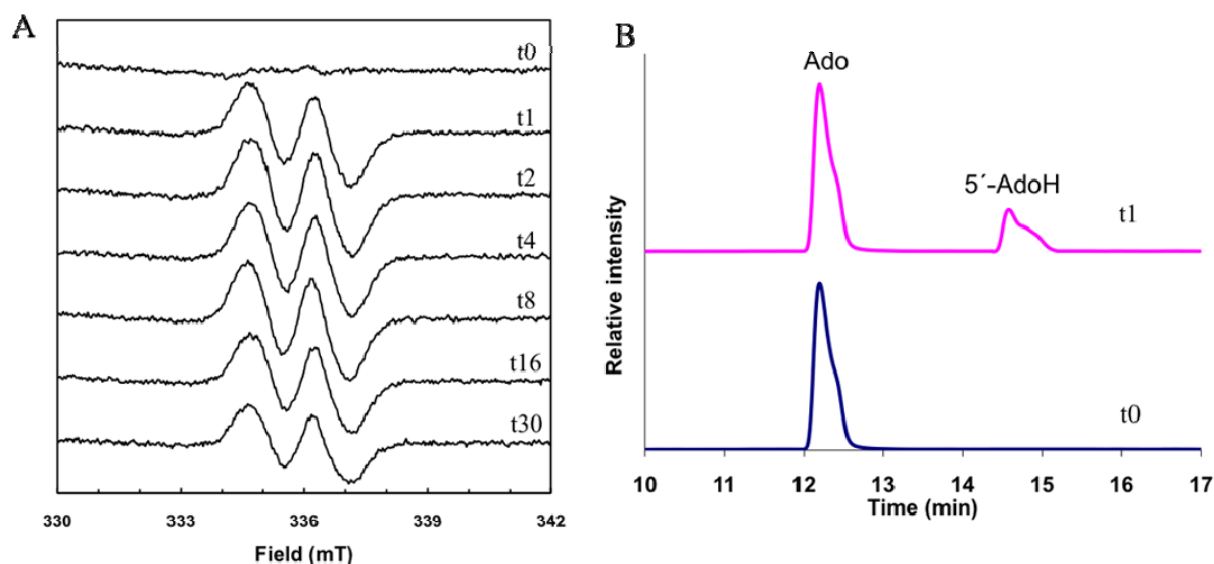 A
t0
t1
t2
t4
t8
t16
t30
330 333 336 339 342
Field (mT)
B
Ado
5´-AdoH
t1
t0
Relative intensity
10 11 12 13 14 15 16 17
Time (min)